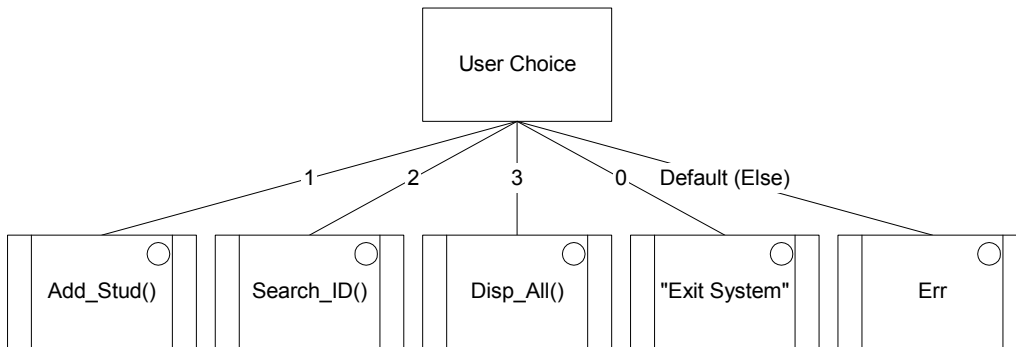 User Choice
1
2
3
0
Default (Else)
Add_Stud()
Search_ID()
Disp_All()
"Exit System"
Err